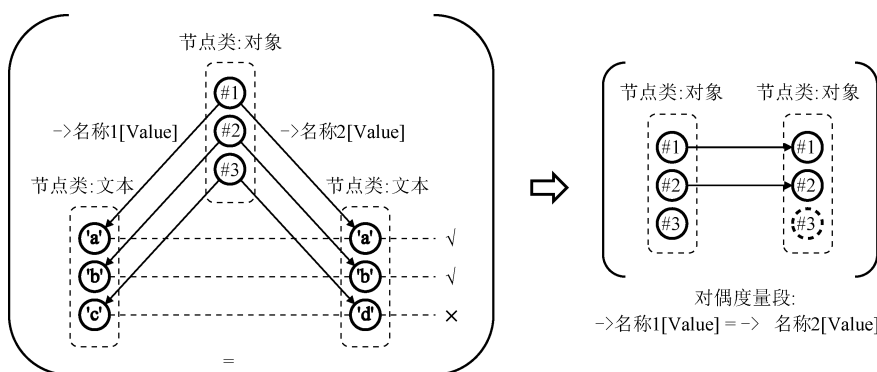 节点类:对象
#1
->名称1[Value]
#2
->名称2[Value]
#3
节点类:文本
节点类:文本
'a'
'a'
√
'b'
'b'
√
'c'
'd'
×
=
节点类:对象
节点类:对象
#1
#1
#2
#2
#3
#3
对偶度量段:
->名称1[Value] = -> 名称2[Value]